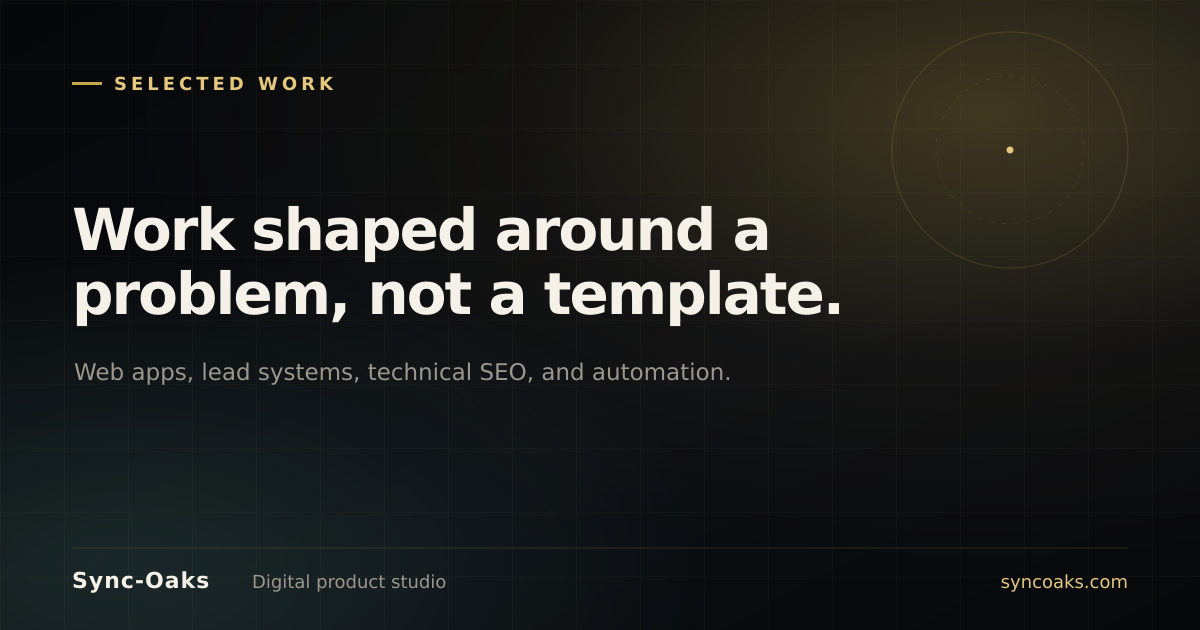 SELECTED WORK
Work shaped around a
problem, not a template.
Web apps, lead systems, technical SEO, and automation.
Sync-Oaks Digital product studio syncoaks.com